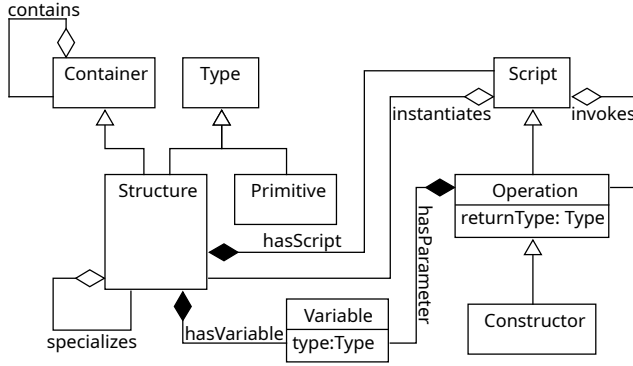 contains
Container
Type
Script
instantiates
invokes
Structure
Primitive
Operation
returnType: Type
hasScript
hasParameter
specializes
hasVariable
Variable
type:Type
Constructor